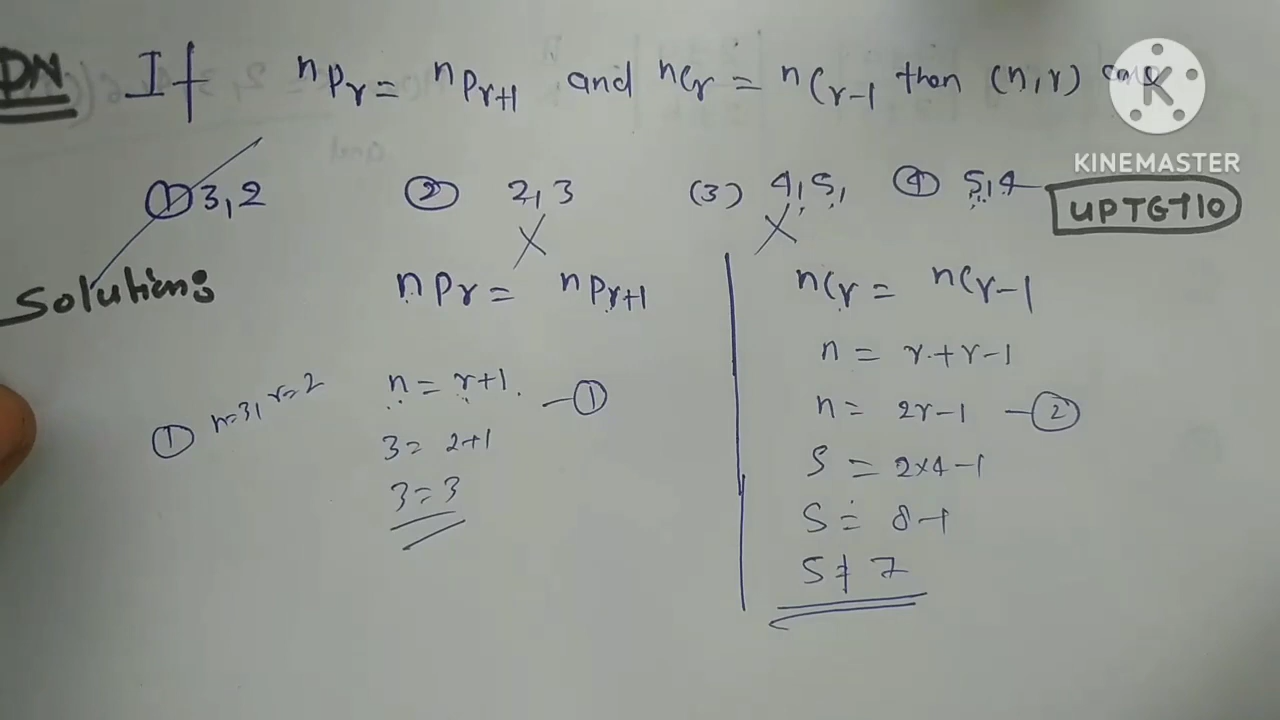 DN. If nPr = nPr+1 and nCr = nCr-1 then (n,r) are
KINEMASTER
① 3,2 ② 2,3 (3) 4,5, ④ 5,4
UPTGT10
Solution:
nPr = nPr+1
① n=3, r=2
n = r+1. —①
3 = 2+1
3 = 3
nCr = nCr-1
n = r+r-1
n = 2r-1 —②
5 = 2×4-1
5 = 8-1
5 ≠ 7